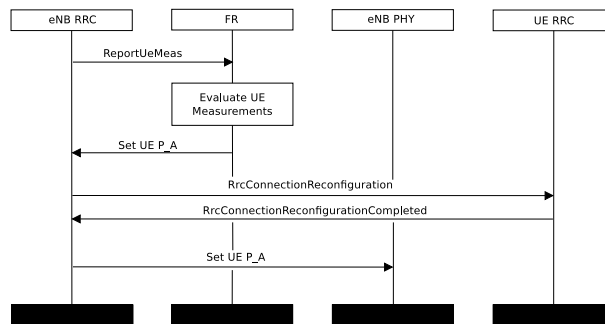 eNB RRC
FR
eNB PHY
UE RRC
ReportUeMeas
Evaluate UE
Measurements
Set UE P_A
RrcConnectionReconfiguration
RrcConnectionReconfigurationCompleted
Set UE P_A